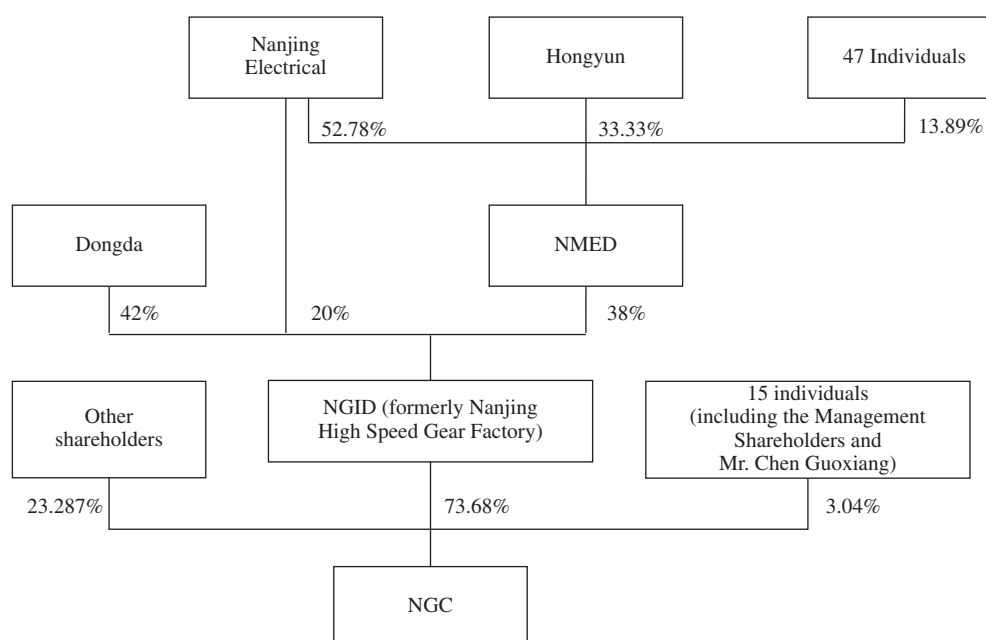 Nanjing
Electrical
Hongyun
47 Individuals
52.78%
33.33%
13.89%
Dongda
NMED
42%
20%
38%
Other
shareholders
NGID (formerly Nanjing
High Speed Gear Factory)
15 individuals
(including the Management
Shareholders and
Mr. Chen Guoxiang)
23.287%
73.68%
3.04%
NGC